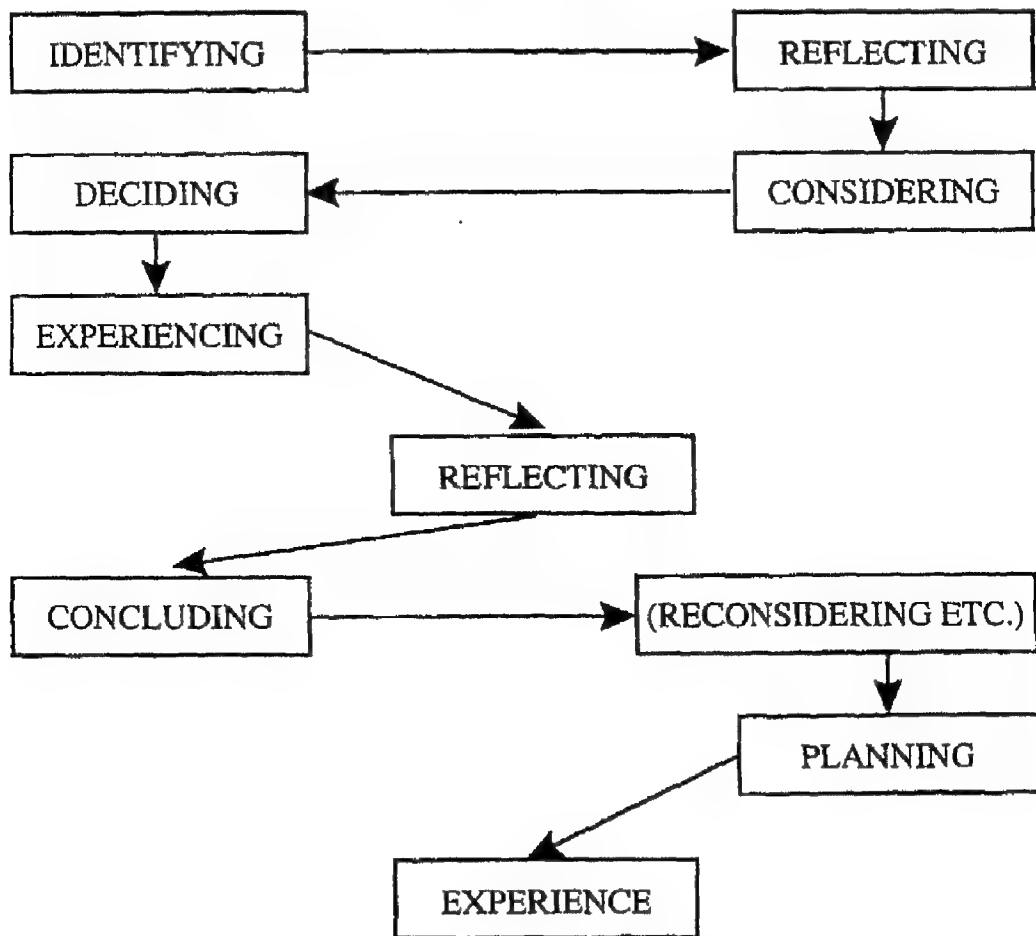 IDENTIFYING
REFLECTING
DECIDING
CONSIDERING
EXPERIENCING
REFLECTING
CONCLUDING
(RECONSIDERING ETC.)
PLANNING
EXPERIENCE